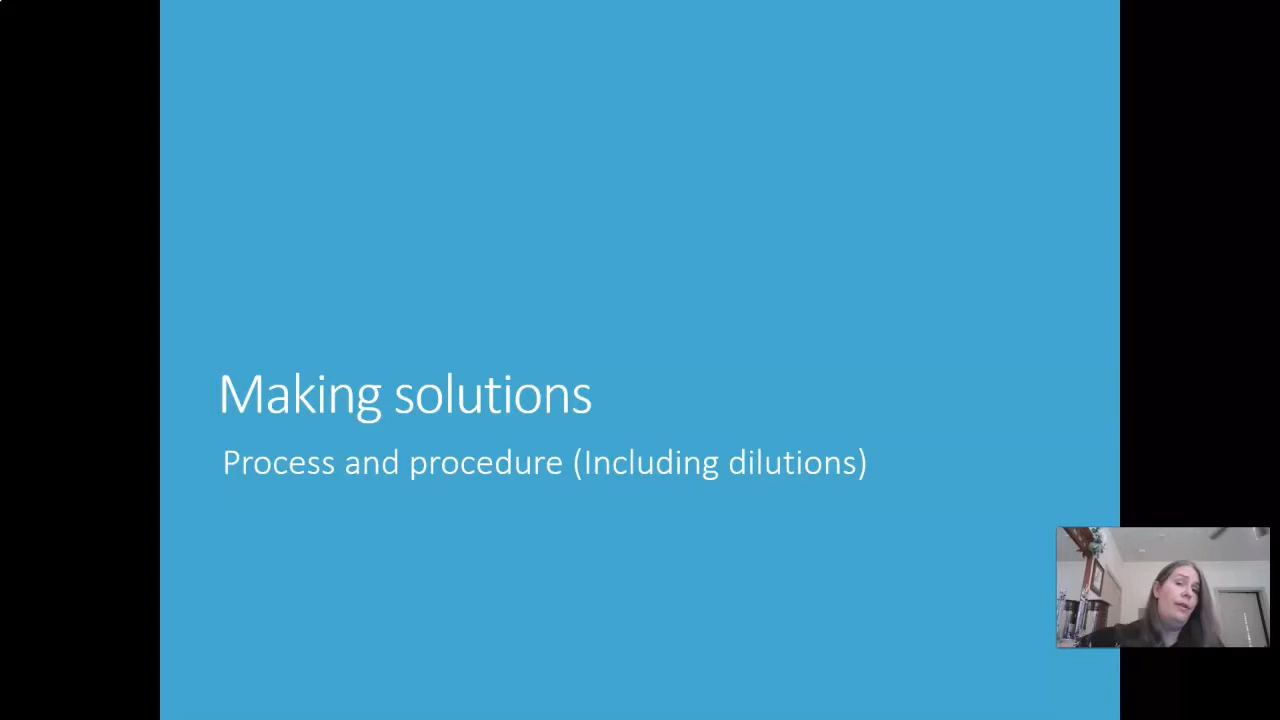 Making solutions
Process and procedure (Including dilutions)